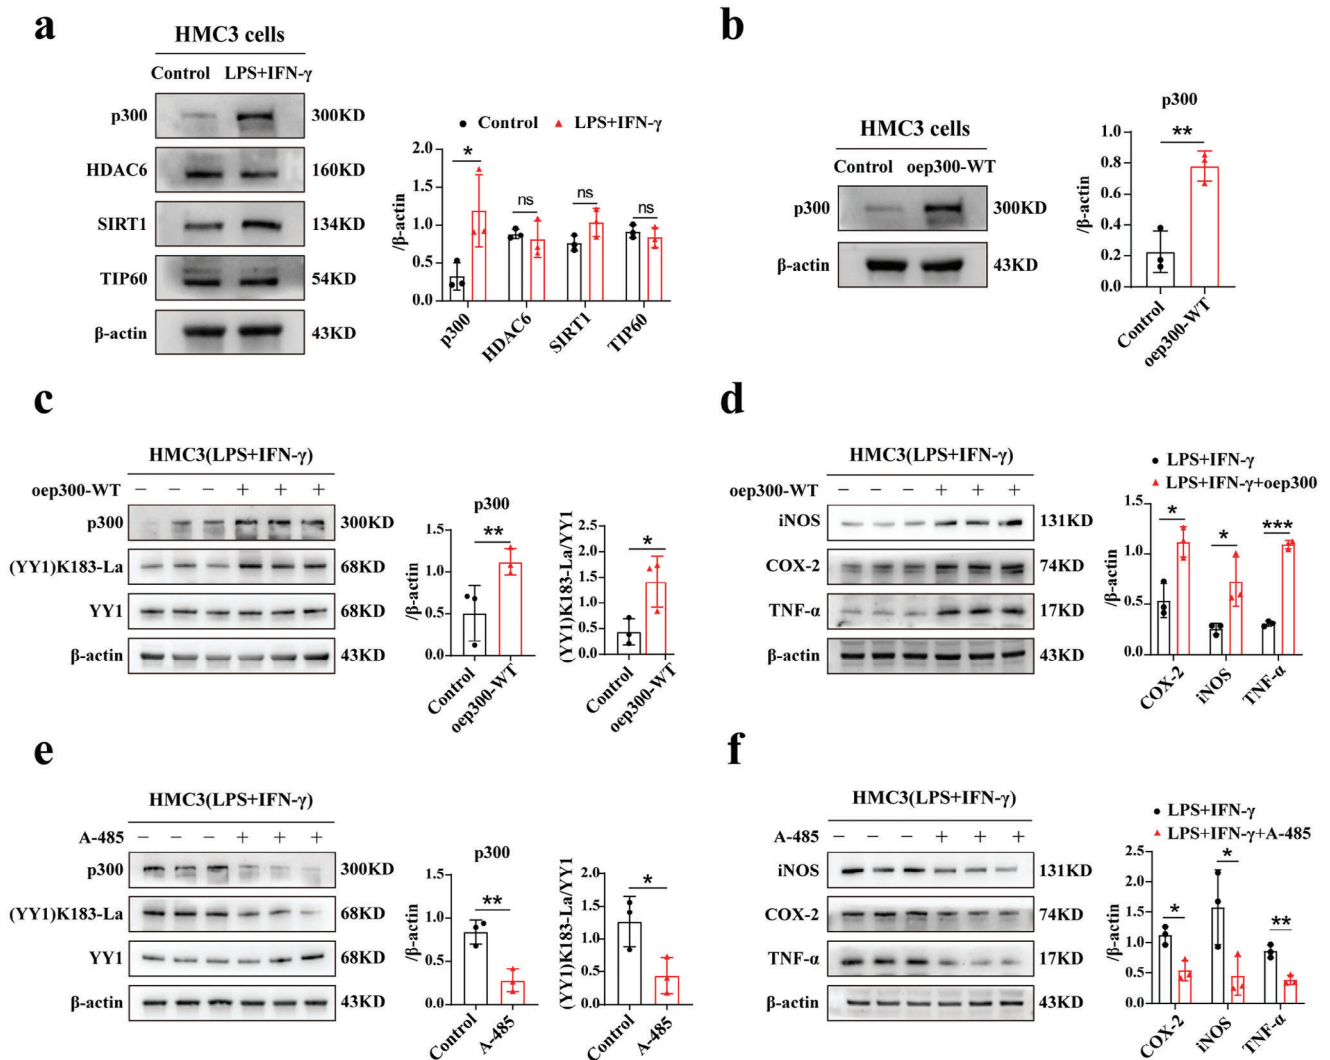 a
HMC3 cells
Control LPS+IFN-γ
p300 300KD
HDAC6 160KD
SIRT1 134KD
TIP60 54KD
β-actin 43KD
Control LPS+IFN-γ
/β-actin
2.0
1.5
1.0
0.5
0.0
* ns ns ns
p300 HDAC6 SIRT1 TIP60
b
HMC3 cells
Control oep300-WT
p300 300KD
β-actin 43KD
p300
/β-actin
1.0
0.8
0.6
0.4
0.2
0.0
**
Control oep300-WT
c
HMC3(LPS+IFN-γ)
oep300-WT − − − + + +
p300 300KD
(YY1)K183-La 68KD
YY1 68KD
β-actin 43KD
p300
/β-actin
1.5
1.0
0.5
0.0
**
Control oep300-WT
(YY1)K183-La/YY1
2.5
2.0
1.5
1.0
0.5
0.0
*
Control oep300-WT
d
HMC3(LPS+IFN-γ)
oep300-WT − − − + + +
iNOS 131KD
COX-2 74KD
TNF-α 17KD
β-actin 43KD
LPS+IFN-γ
LPS+IFN-γ+oep300
/β-actin
1.5
1.0
0.5
0.0
* * ***
COX-2 iNOS TNF-α
e
HMC3(LPS+IFN-γ)
A-485 − − − + + +
p300 300KD
(YY1)K183-La 68KD
YY1 68KD
β-actin 43KD
p300
/β-actin
1.5
1.0
0.5
0.0
**
Control A-485
(YY1)K183-La/YY1
2.0
1.5
1.0
0.5
0.0
*
Control A-485
f
HMC3(LPS+IFN-γ)
A-485 − − − + + +
iNOS 131KD
COX-2 74KD
TNF-α 17KD
β-actin 43KD
LPS+IFN-γ
LPS+IFN-γ+A-485
/β-actin
2.5
2.0
1.5
1.0
0.5
0.0
* * **
COX-2 iNOS TNF-α